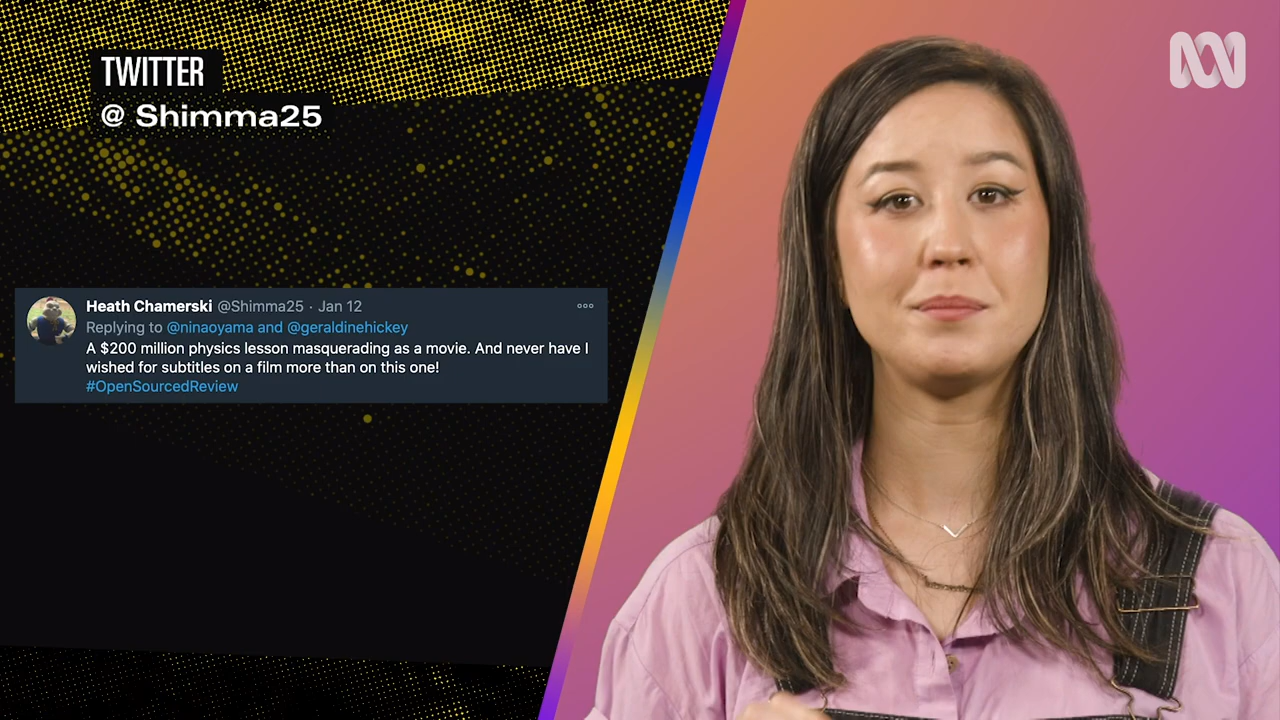 TWITTER
@ Shimma25
Heath Chamerski @Shimma25 · Jan 12
Replying to @ninaoyama and @geraldinehickey
A $200 million physics lesson masquerading as a movie. And never have I
wished for subtitles on a film more than on this one!
#OpenSourcedReview